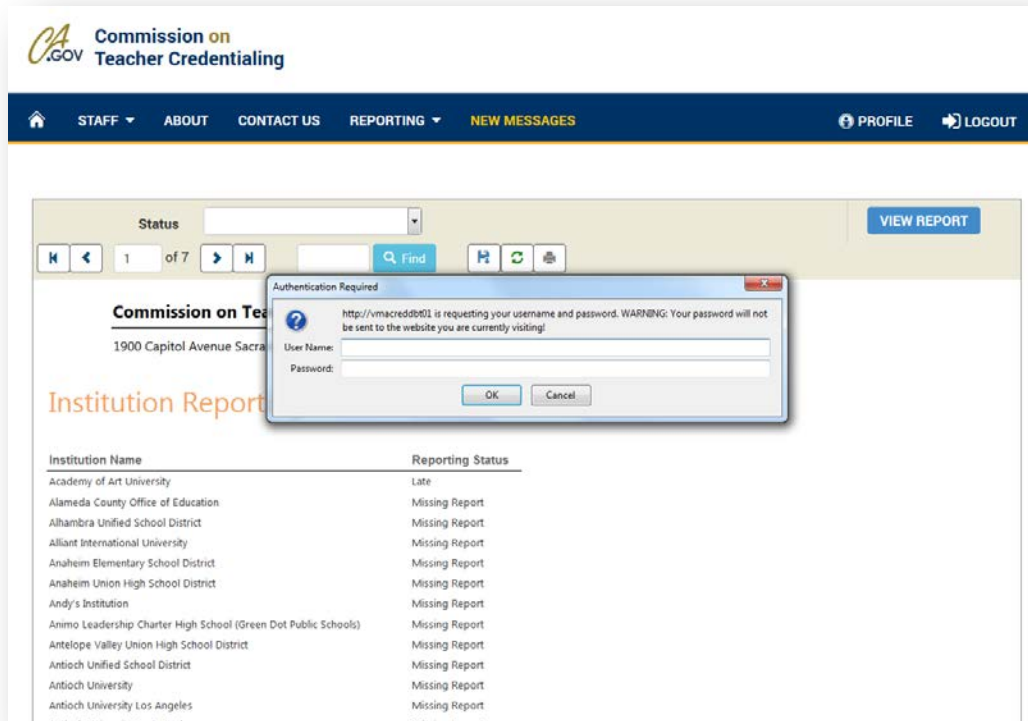 CA.GOV
Commission on
Teacher Credentialing
STAFF ABOUT CONTACT US REPORTING NEW MESSAGES PROFILE LOGOUT
Status VIEW REPORT
1 of 7 Find
Authentication Required
http://vmacreddbt01 is requesting your username and password. WARNING: Your password will not
be sent to the website you are currently visiting!
User Name:
Password:
OK Cancel
Commission on Tea
1900 Capitol Avenue Sacra
Institution Report
Institution Name Reporting Status
Academy of Art University Late
Alameda County Office of Education Missing Report
Alhambra Unified School District Missing Report
Alliant International University Missing Report
Anaheim Elementary School District Missing Report
Anaheim Union High School District Missing Report
Andy's Institution Missing Report
Animo Leadership Charter High School (Green Dot Public Schools) Missing Report
Antelope Valley Union High School District Missing Report
Antioch Unified School District Missing Report
Antioch University Missing Report
Antioch University Los Angeles Missing Report